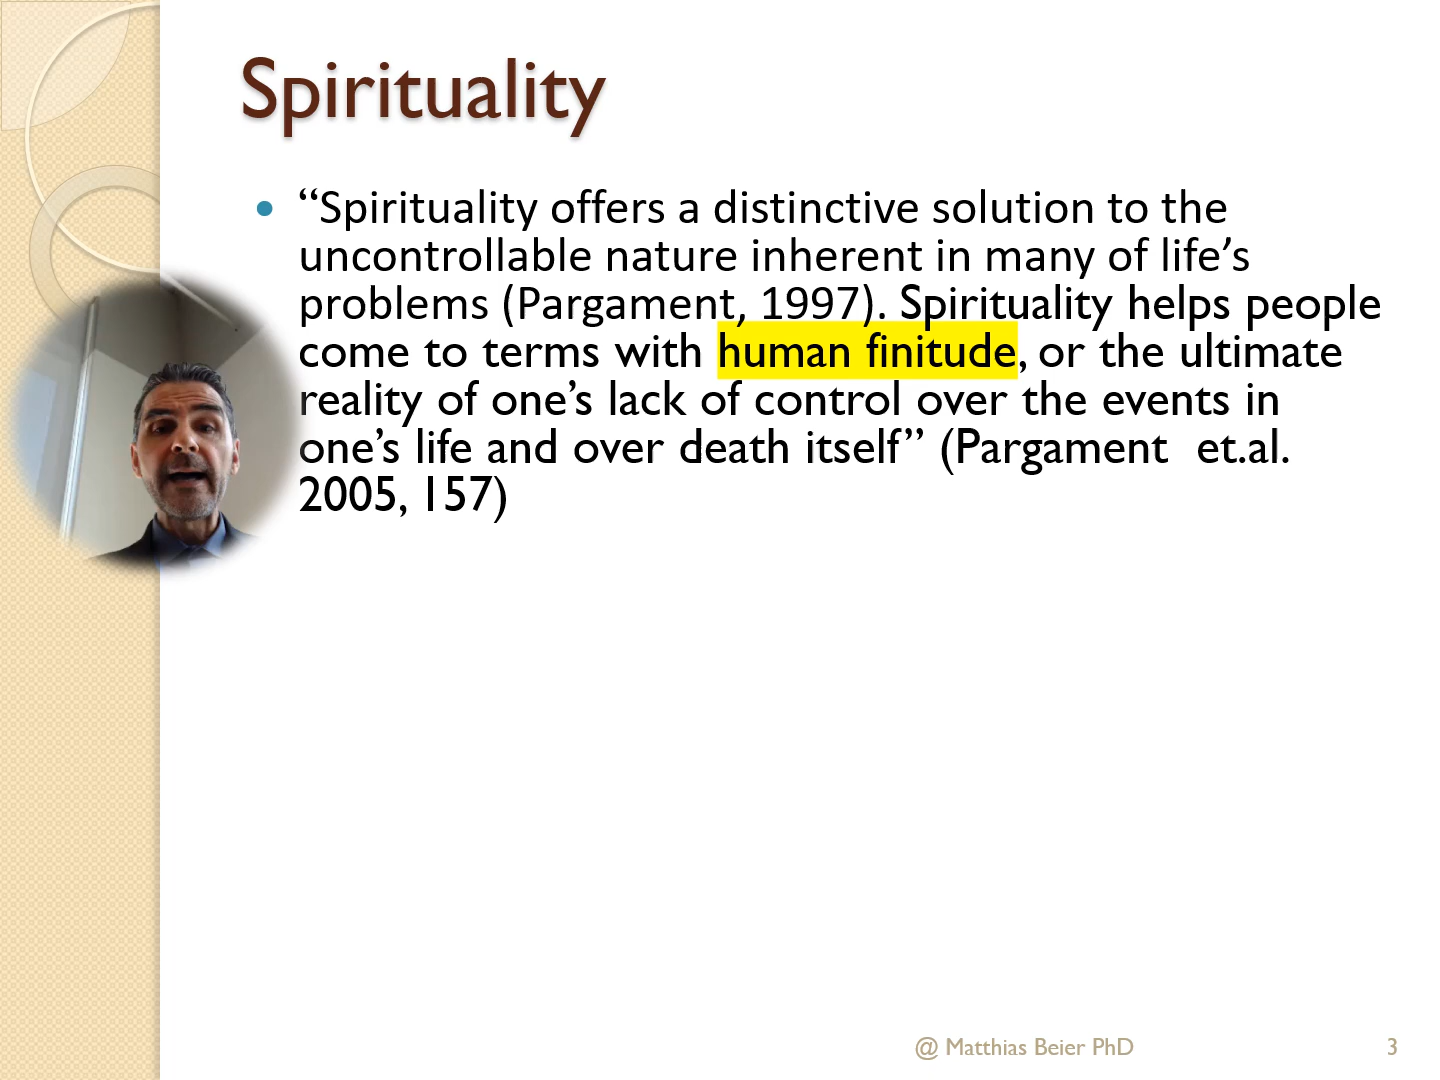 Spirituality
• “Spirituality offers a distinctive solution to the
uncontrollable nature inherent in many of life’s
problems (Pargament, 1997). Spirituality helps people
come to terms with human finitude, or the ultimate
reality of one’s lack of control over the events in
one’s life and over death itself” (Pargament  et.al.
2005, 157)
@ Matthias Beier PhD
3